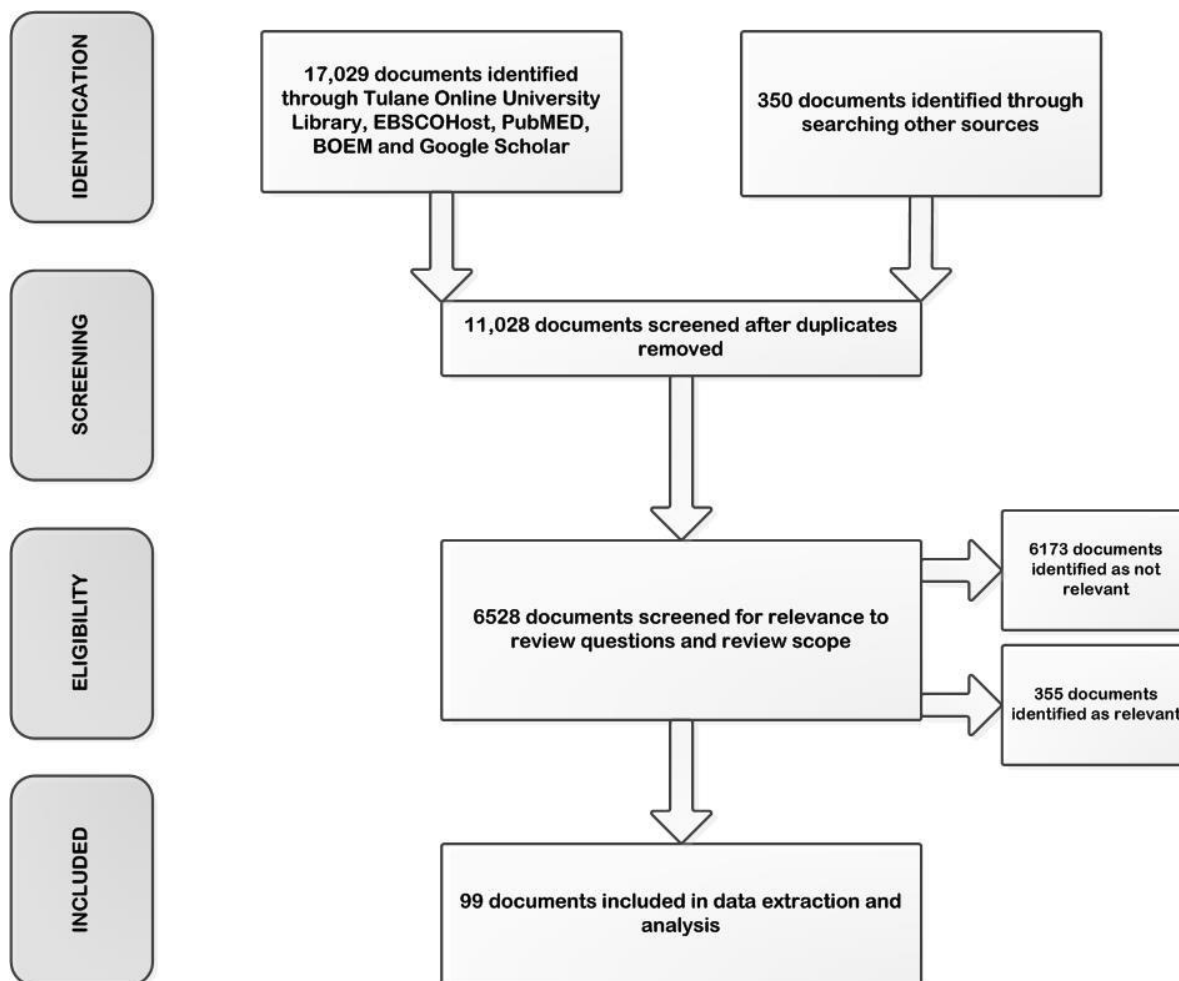 IDENTIFICATION
17,029 documents identified
through Tulane Online University
Library, EBSCOHost, PubMED,
BOEM and Google Scholar
350 documents identified through
searching other sources
SCREENING
11,028 documents screened after duplicates
removed
ELIGIBILITY
6528 documents screened for relevance to
review questions and review scope
6173 documents
identified as not
relevant
355 documents
identified as relevant
INCLUDED
99 documents included in data extraction and
analysis